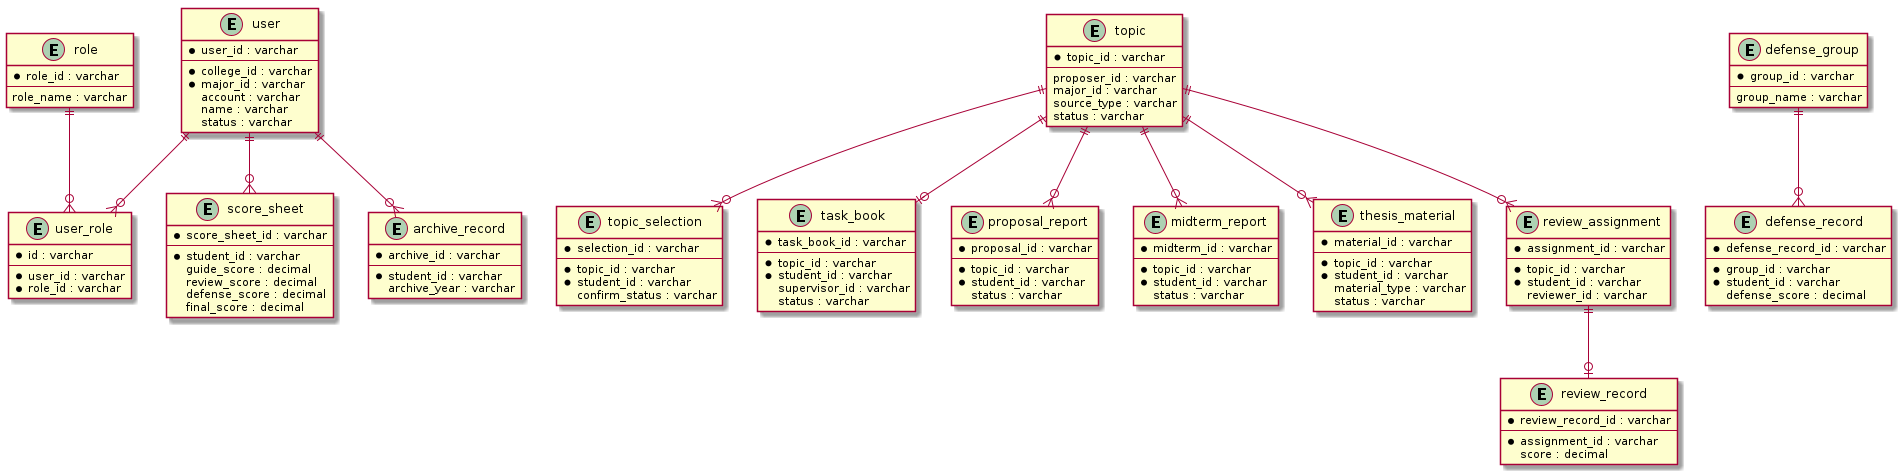 E role
role_id : varchar
role_name : varchar
E user
user_id : varchar
college_id : varchar
major_id : varchar
account : varchar
name : varchar
status : varchar
E topic
topic_id : varchar
proposer_id : varchar
major_id : varchar
source_type : varchar
status : varchar
E defense_group
group_id : varchar
group_name : varchar
E user_role
id : varchar
user_id : varchar
role_id : varchar
E score_sheet
score_sheet_id : varchar
student_id : varchar
guide_score : decimal
review_score : decimal
defense_score : decimal
final_score : decimal
E archive_record
archive_id : varchar
student_id : varchar
archive_year : varchar
E topic_selection
selection_id : varchar
topic_id : varchar
student_id : varchar
confirm_status : varchar
E task_book
task_book_id : varchar
topic_id : varchar
student_id : varchar
supervisor_id : varchar
status : varchar
E proposal_report
proposal_id : varchar
topic_id : varchar
student_id : varchar
status : varchar
E midterm_report
midterm_id : varchar
topic_id : varchar
student_id : varchar
status : varchar
E thesis_material
material_id : varchar
topic_id : varchar
student_id : varchar
material_type : varchar
status : varchar
E review_assignment
assignment_id : varchar
topic_id : varchar
student_id : varchar
reviewer_id : varchar
E defense_record
defense_record_id : varchar
group_id : varchar
student_id : varchar
defense_score : decimal
E review_record
review_record_id : varchar
assignment_id : varchar
score : decimal